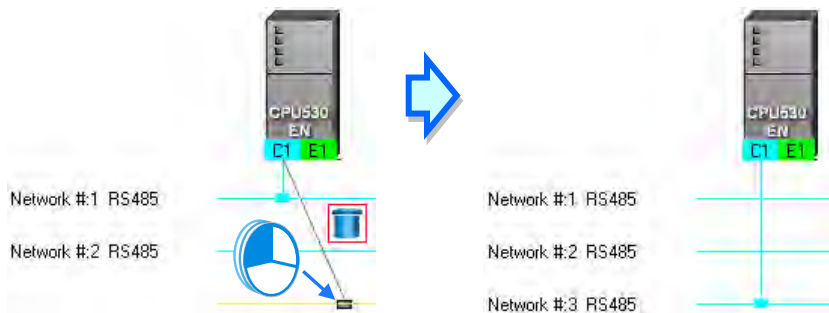 CPU530
EN
C1 E1
Network #:1 RS485
Network #:2 RS485
CPU530
EN
C1 E1
Network #:1 RS485
Network #:2 RS485
Network #:3 RS485